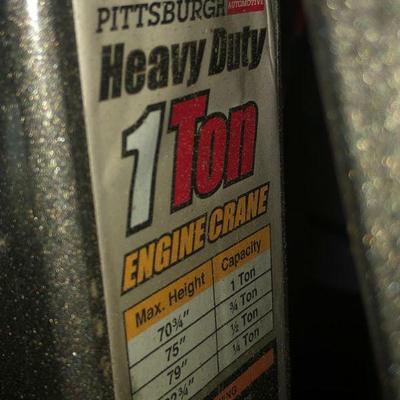 PITTSBURGH AUTOMOTIVE
Heavy Duty
1 Ton
ENGINE CRANE
Max. Height Capacity
70¾" 1 Ton
75" ¾ Ton
79" ½ Ton
¼ Ton